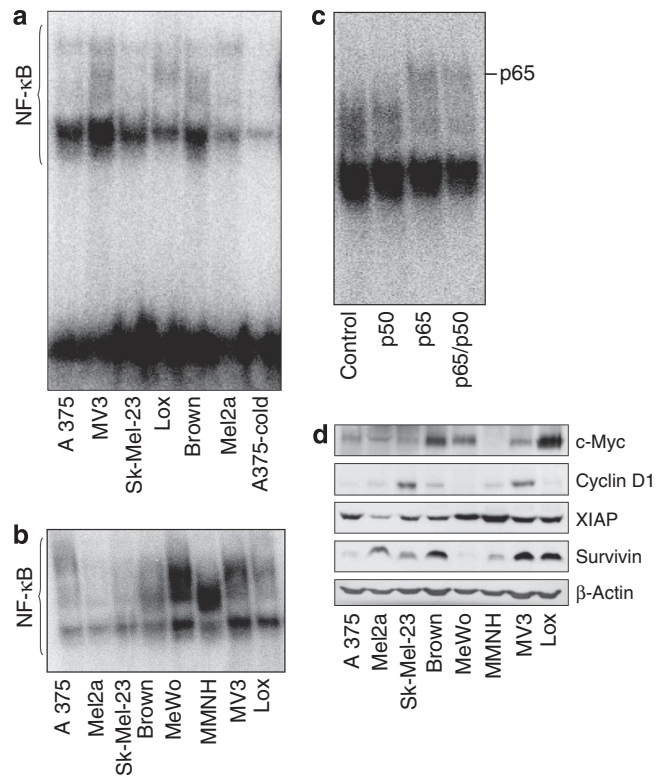 a
NF-κB
A 375
MV3
Sk-Mel-23
Lox
Brown
Mel2a
A375-cold
b
NF-κB
A 375
Mel2a
Sk-Mel-23
Brown
MeWo
MMNH
MV3
Lox
c
p65
Control
p50
p65
p65/p50
d
c-Myc
Cyclin D1
XIAP
Survivin
β-Actin
A 375
Mel2a
Sk-Mel-23
Brown
MeWo
MMNH
MV3
Lox